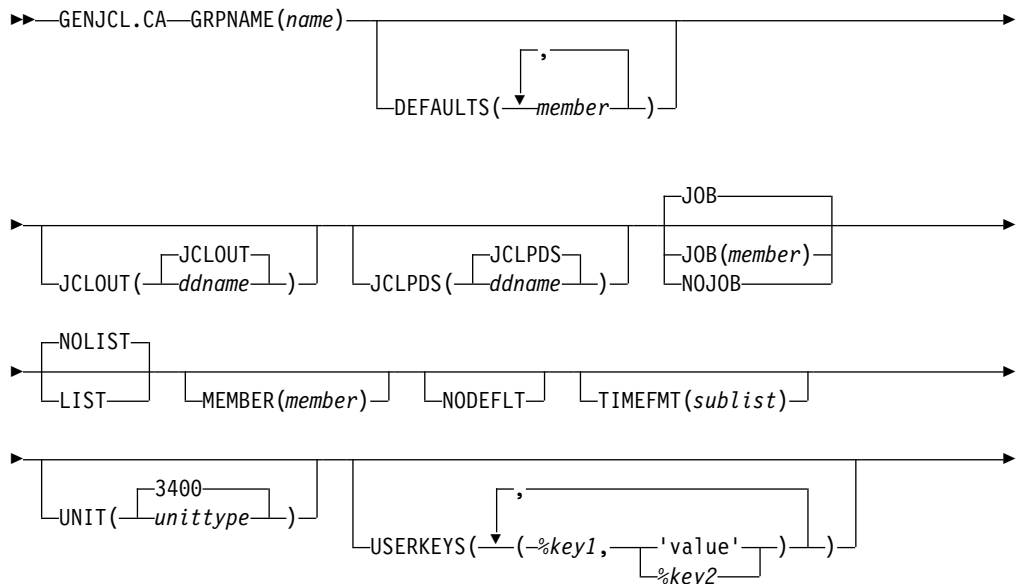 GENJCL.CA GRPNAME(name)
,
DEFAULTS( member )
JOB
JCLOUT JCLPDS JOB(member)
JCLOUT( ddname ) JCLPDS( ddname ) NOJOB
NOLIST
LIST MEMBER(member) NODEFLT TIMEFMT(sublist)
3400 ,
UNIT( unittype ) USERKEYS( (%key1, 'value' ) )
%key2